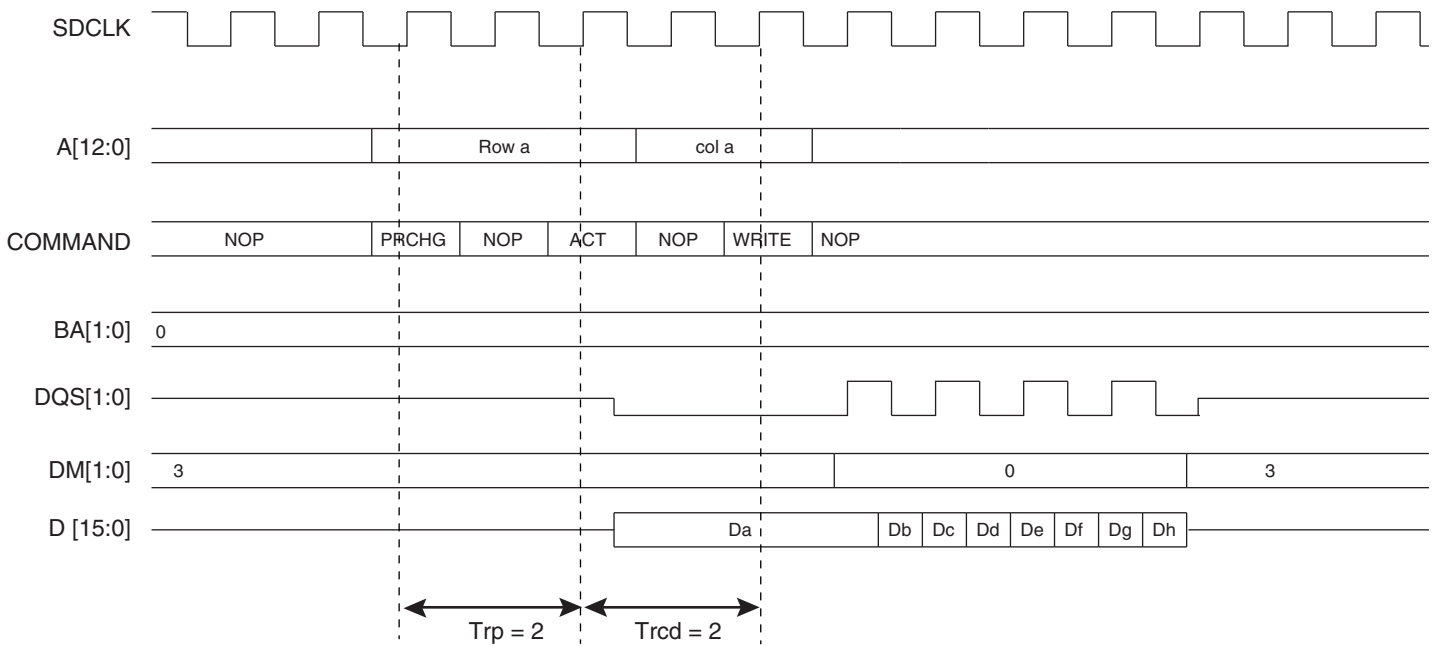 SDCLK
A[12:0] Row a col a
COMMAND NOP PRCHG NOP ACT NOP WRITE NOP
BA[1:0] 0
DQS[1:0]
DM[1:0] 3 0 3
D [15:0] Da Db Dc Dd De Df Dg Dh
Trp = 2 Trcd = 2